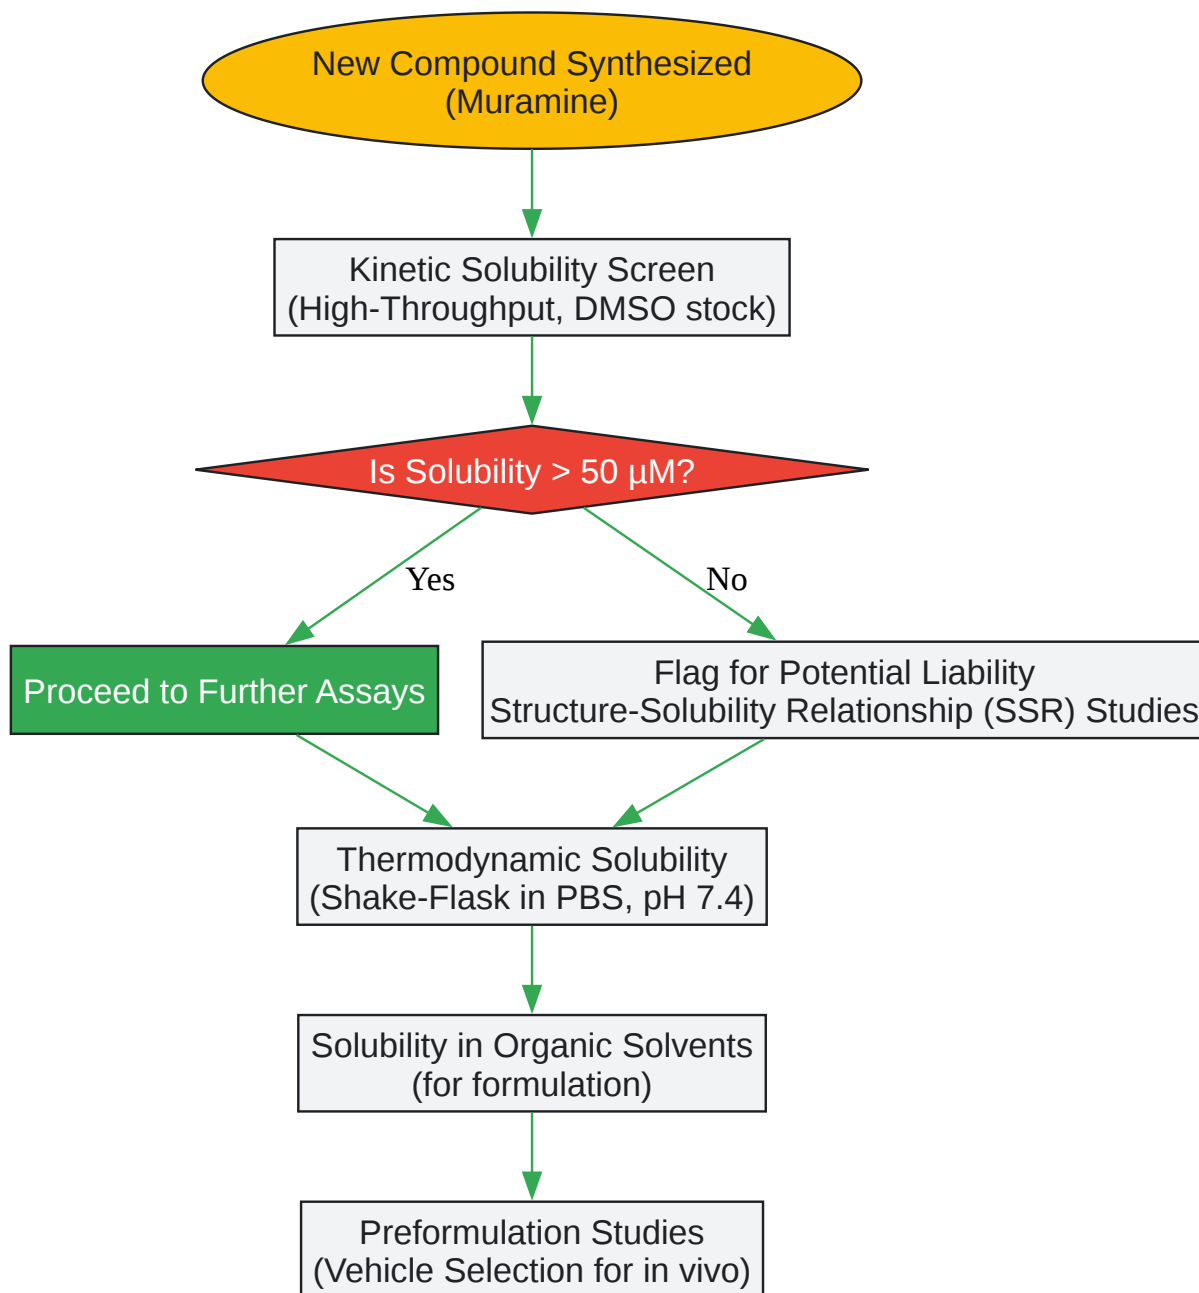 New Compound Synthesized
(Muramine)
Kinetic Solubility Screen
(High-Throughput, DMSO stock)
Is Solubility > 50 µM?
Yes
No
Proceed to Further Assays
Flag for Potential Liability
Structure-Solubility Relationship (SSR) Studies
Thermodynamic Solubility
(Shake-Flask in PBS, pH 7.4)
Solubility in Organic Solvents
(for formulation)
Preformulation Studies
(Vehicle Selection for in vivo)